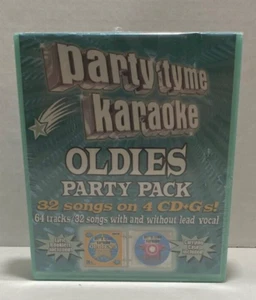 party tyme
karaoke
OLDIES
PARTY PACK
32 songs on 4 CD+G's!
64 tracks, 32 songs with and without lead vocal